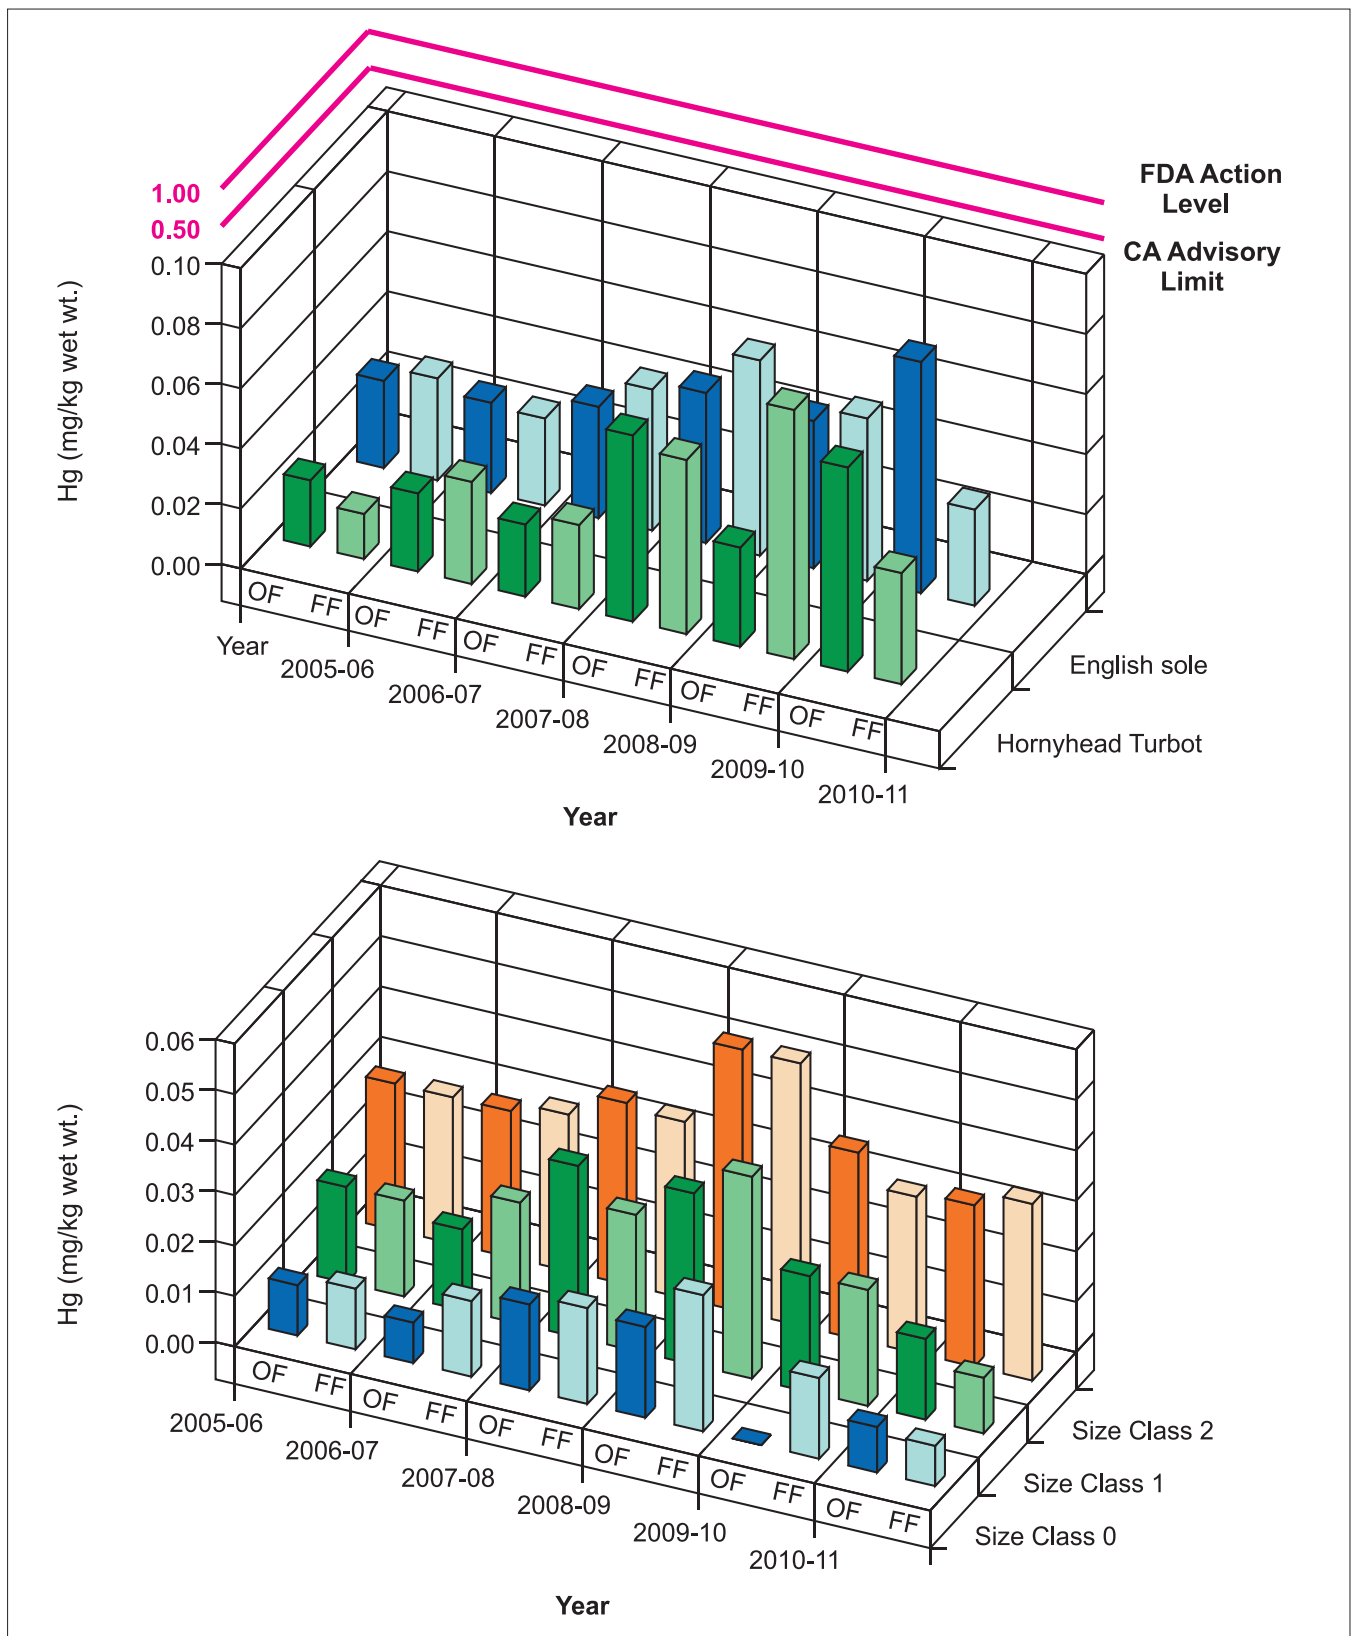 FDA Action
Level
1.00
0.50
CA Advisory
Limit
Hg (mg/kg wet wt.)
0.10
0.08
0.06
0.04
0.02
0.00
OF FF OF FF OF FF OF FF OF FF OF FF
Year
2005-06
2006-07
2007-08
2008-09
2009-10
2010-11
English sole
Hornyhead Turbot
Year
Hg (mg/kg wet wt.)
0.06
0.05
0.04
0.03
0.02
0.01
0.00
OF FF OF FF OF FF OF FF OF FF OF FF
2005-06
2006-07
2007-08
2008-09
2009-10
2010-11
Size Class 2
Size Class 1
Size Class 0
Year